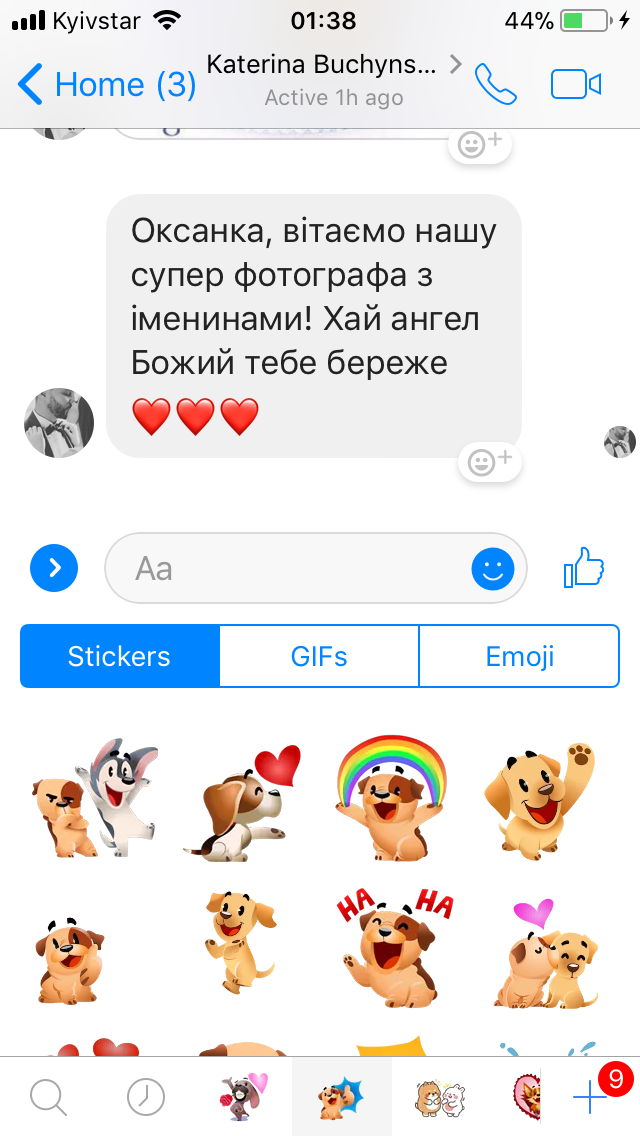 Kyivstar 01:38 44%
Home (3) Katerina Buchyns...
Active 1h ago
Оксанка, вітаємо нашу
супер фотографа з
іменинами! Хай ангел
Божий тебе береже
❤️❤️❤️
Aa
Stickers GIFs Emoji
HA HA
9